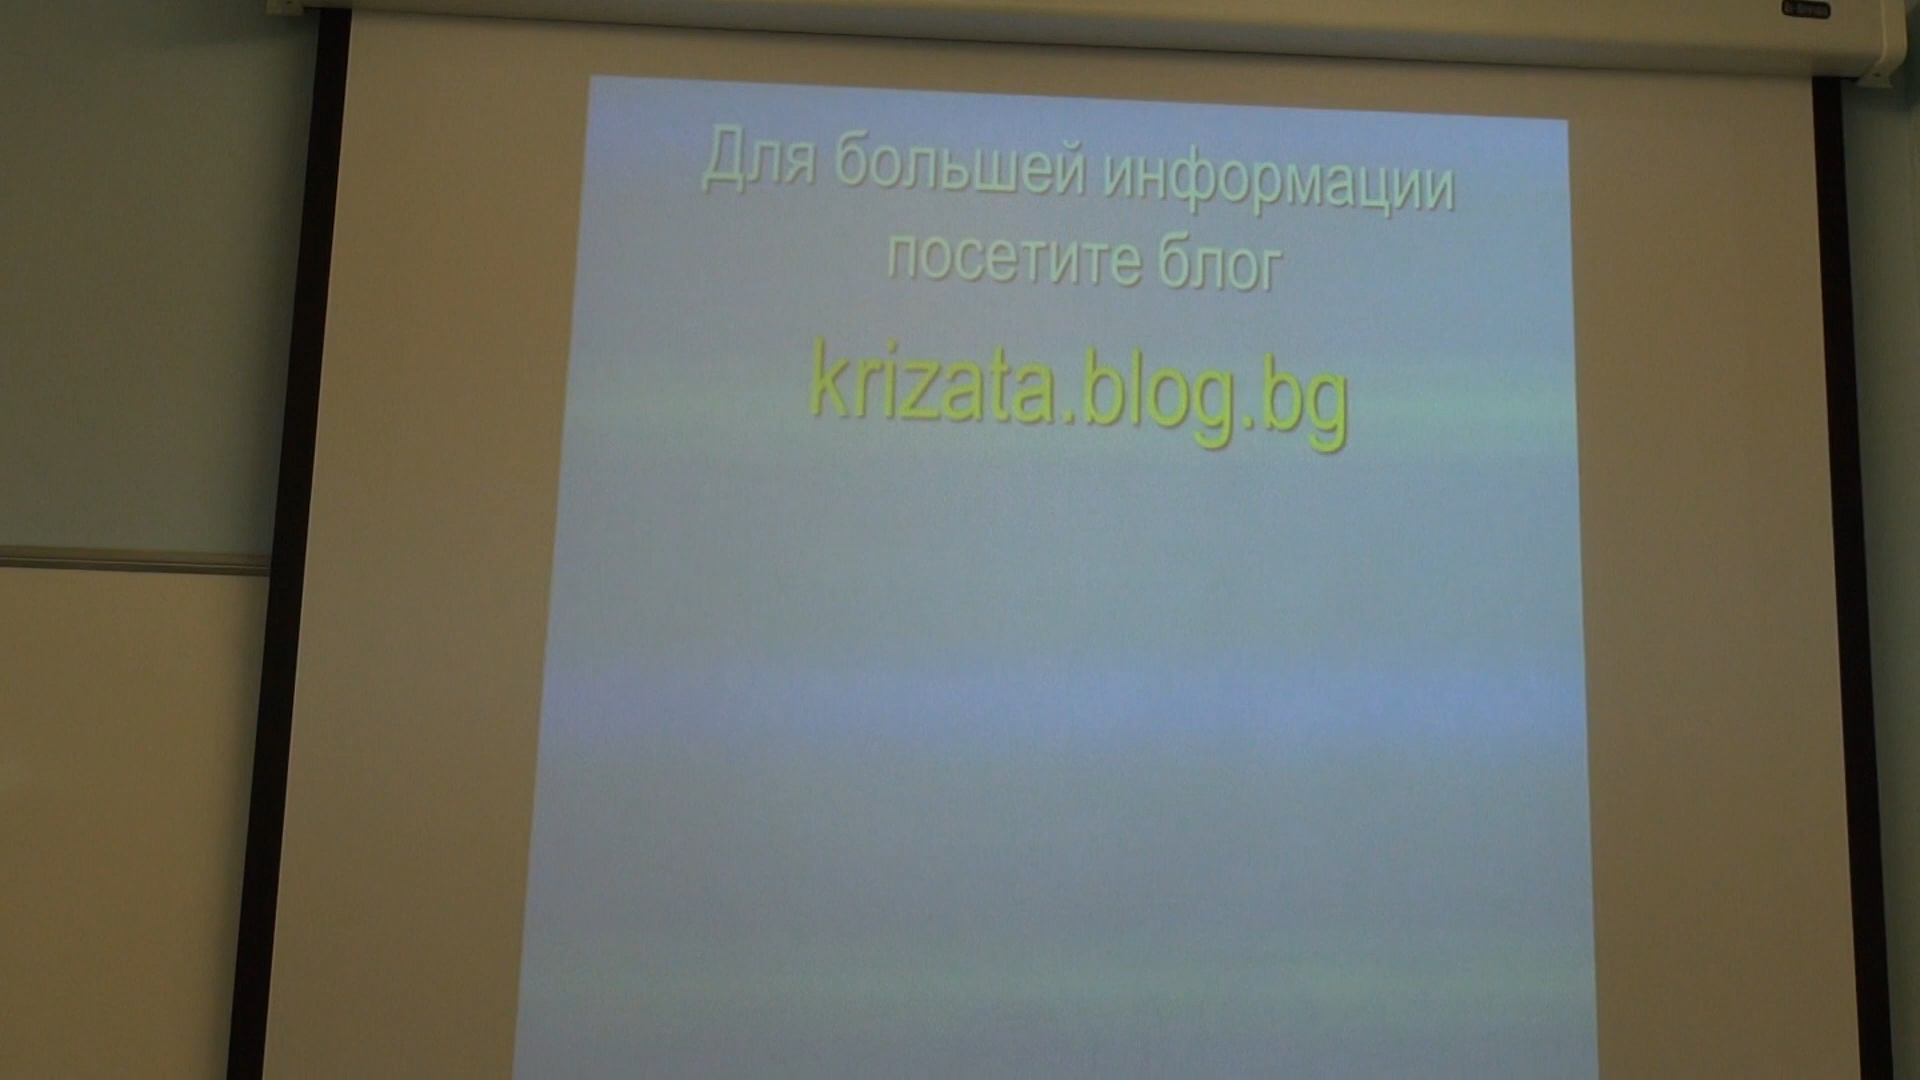 Для большей информации
посетите блог
krizata.blog.bg